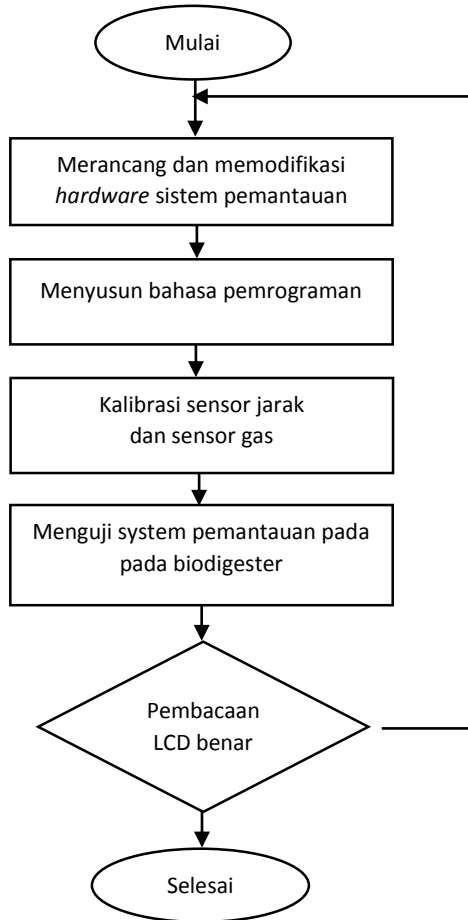 Mulai
Merancang dan memodifikasi
hardware sistem pemantauan
Menyusun bahasa pemrograman
Kalibrasi sensor jarak
dan sensor gas
Menguji system pemantauan pada
pada biodigester
Pembacaan
LCD benar
Selesai